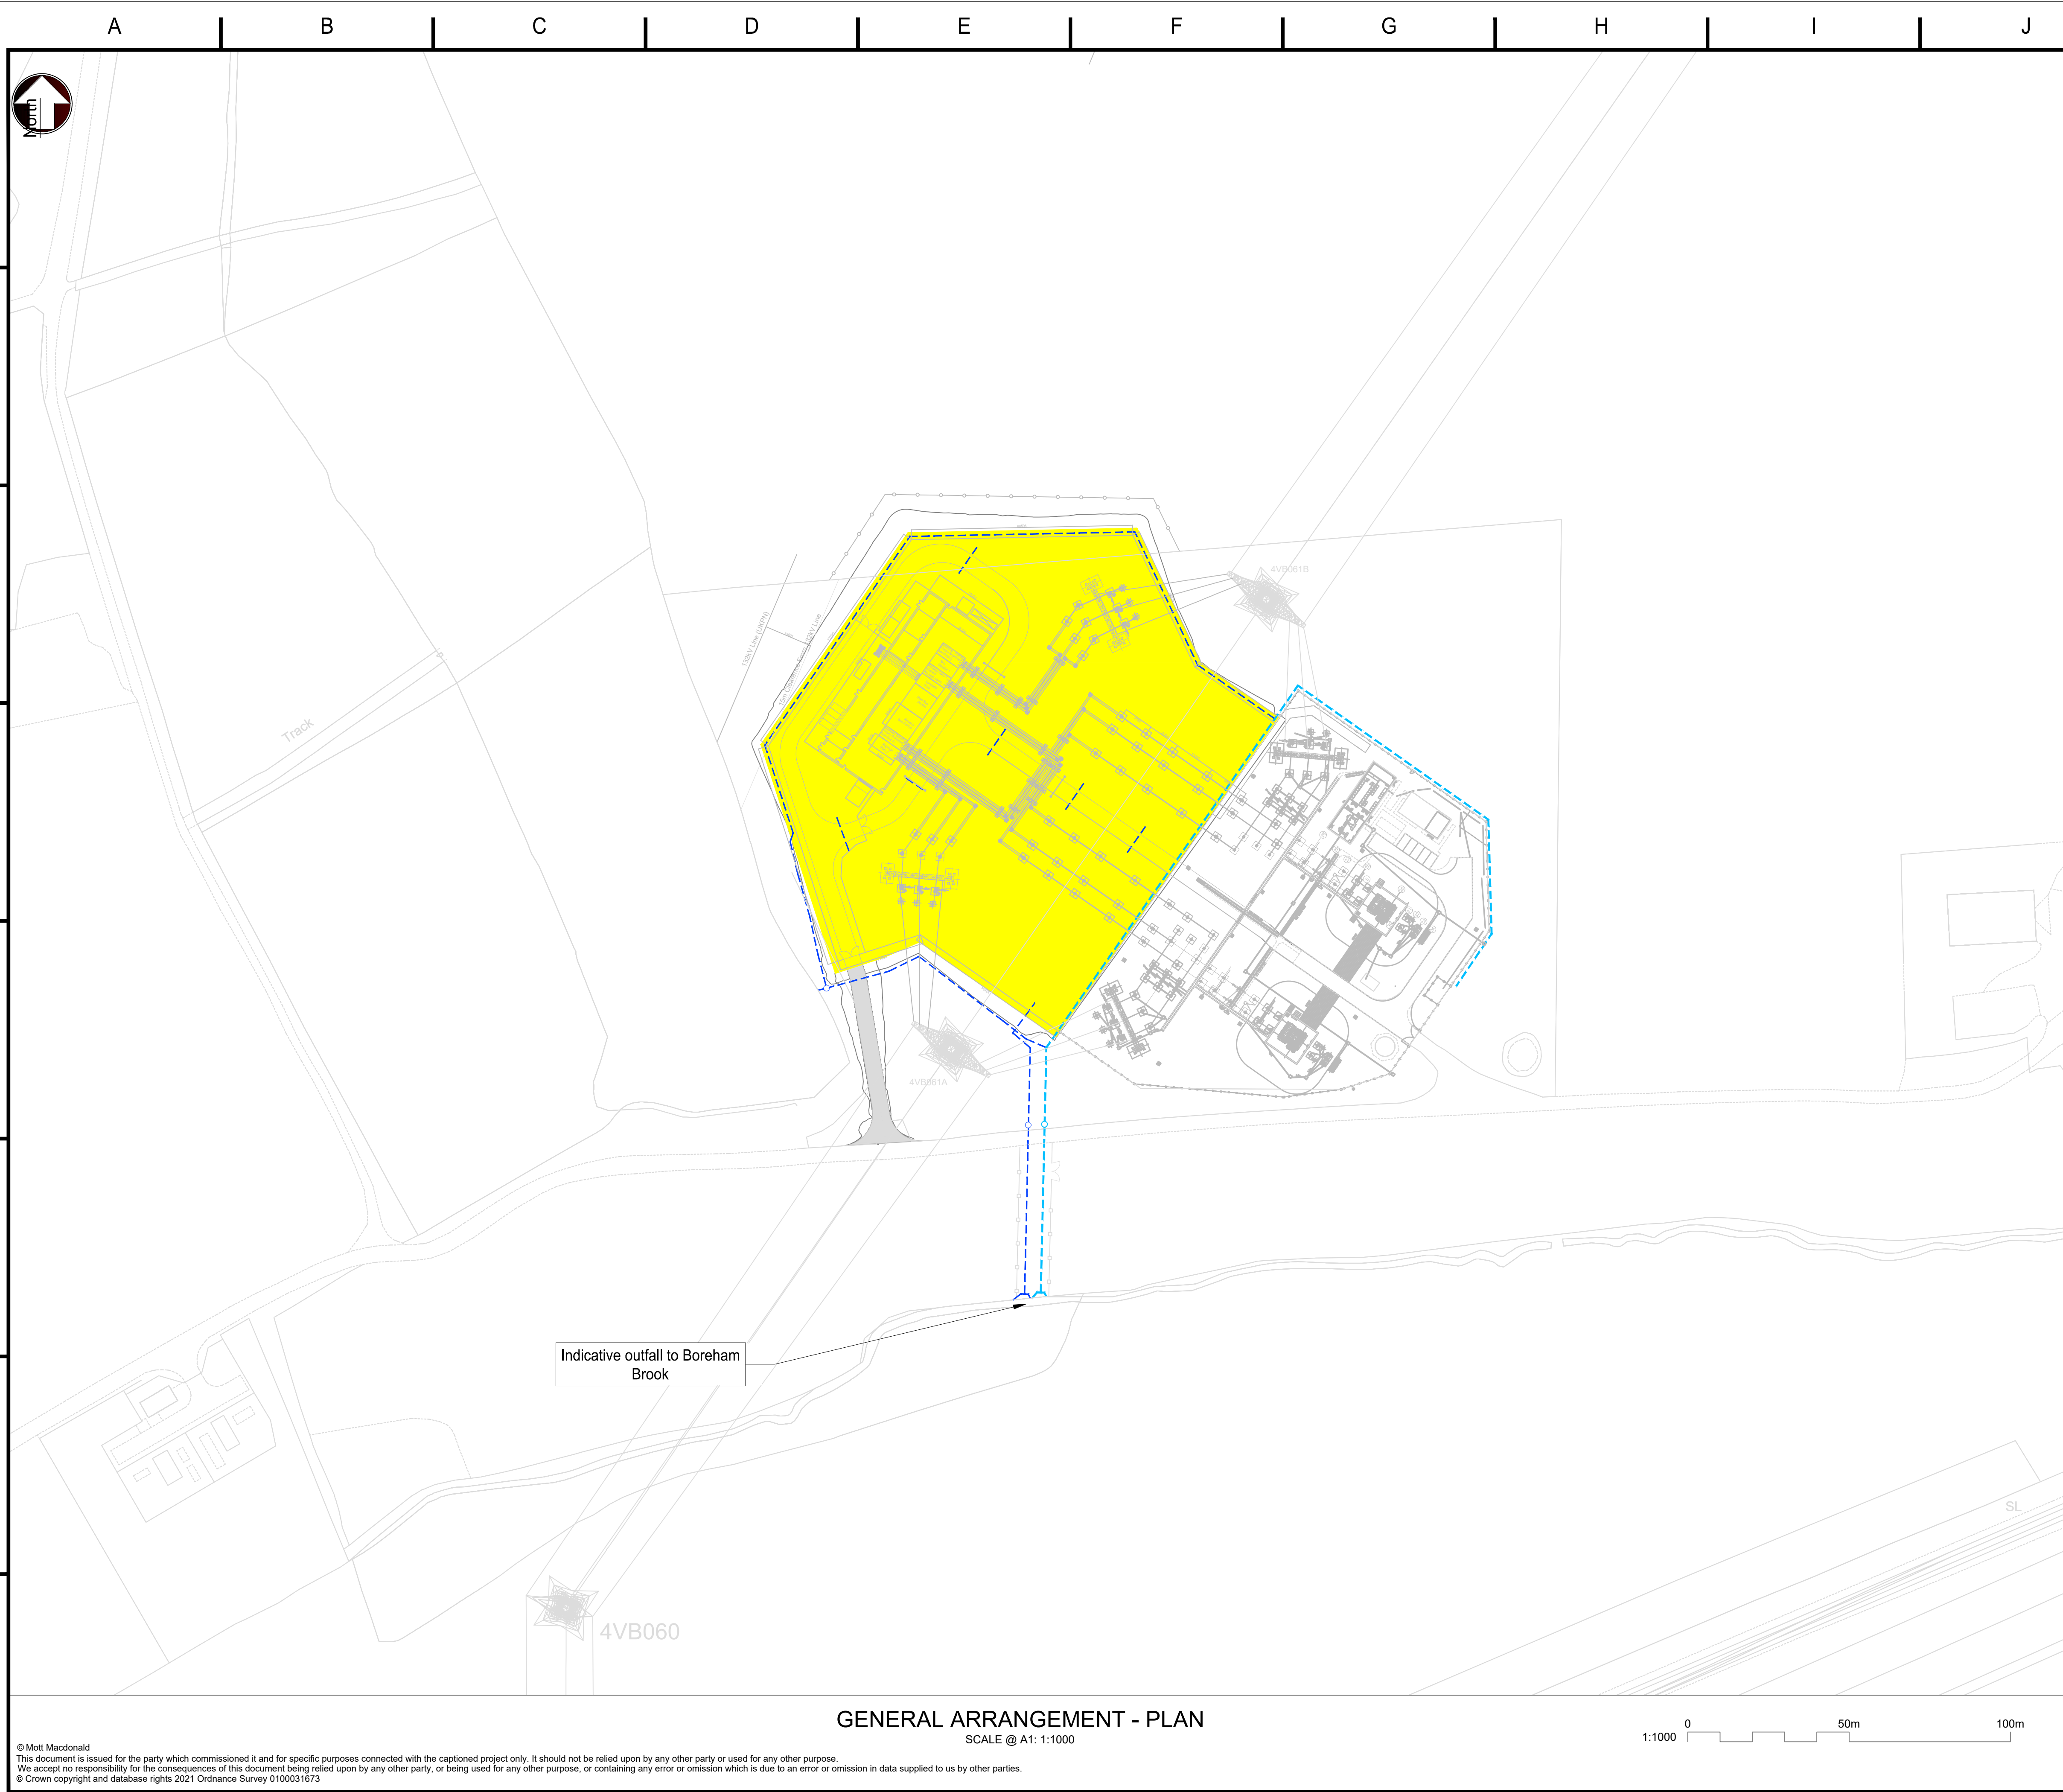 A B C D E F G H I J
North
4VB061B
132kV Line (UKPN)
Track
4VB061A
Indicative outfall to Boreham
Brook
SL
4VB060
GENERAL ARRANGEMENT - PLAN
SCALE @ A1: 1:1000
1:1000 0 50m 100m
© Mott Macdonald
This document is issued for the party which commissioned it and for specific purposes connected with the captioned project only. It should not be relied upon by any other party or used for any other purpose.
We accept no responsibility for the consequences of this document being relied upon by any other party, or being used for any other purpose, or containing any error or omission which is due to an error or omission in data supplied to us by other parties.
© Crown copyright and database rights 2021 Ordnance Survey 0100031673